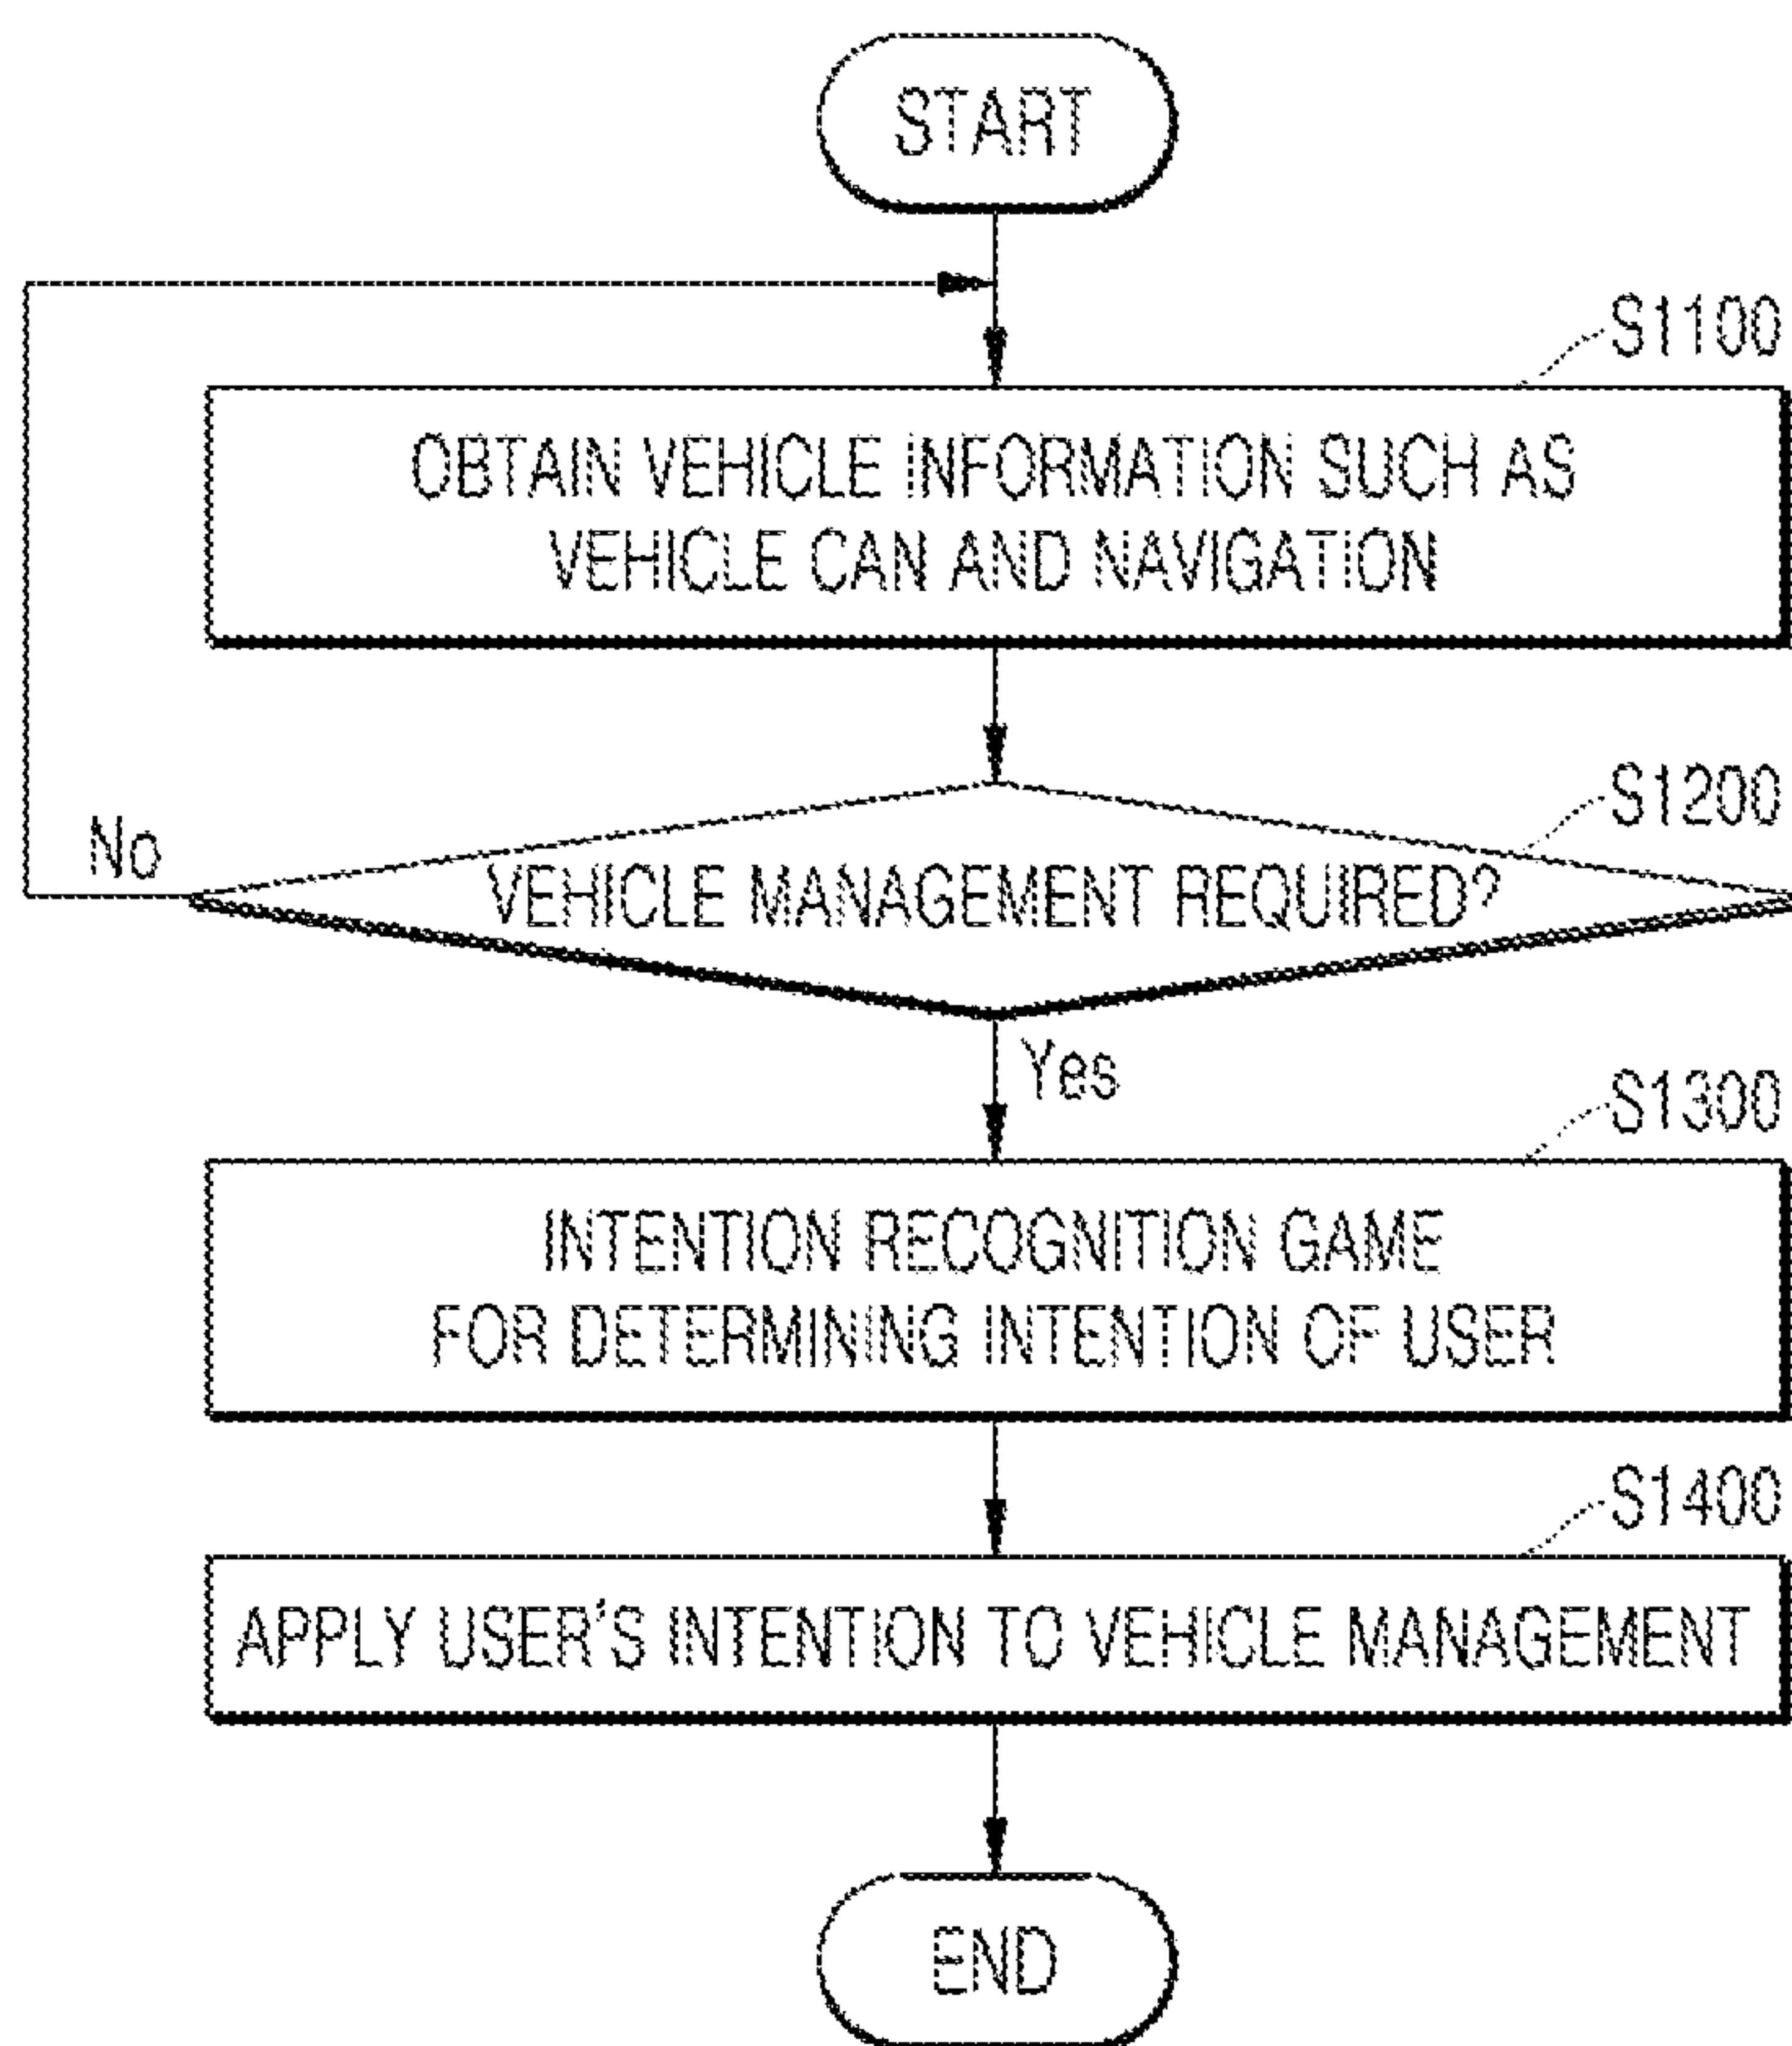 START
S1100
OBTAIN VEHICLE INFORMATION SUCH AS
VEHICLE CAN AND NAVIGATION
S1200
No
VEHICLE MANAGEMENT REQUIRED?
Yes
S1300
INTENTION RECOGNITION GAME
FOR DETERMINING INTENTION OF USER
S1400
APPLY USER'S INTENTION TO VEHICLE MANAGEMENT
END